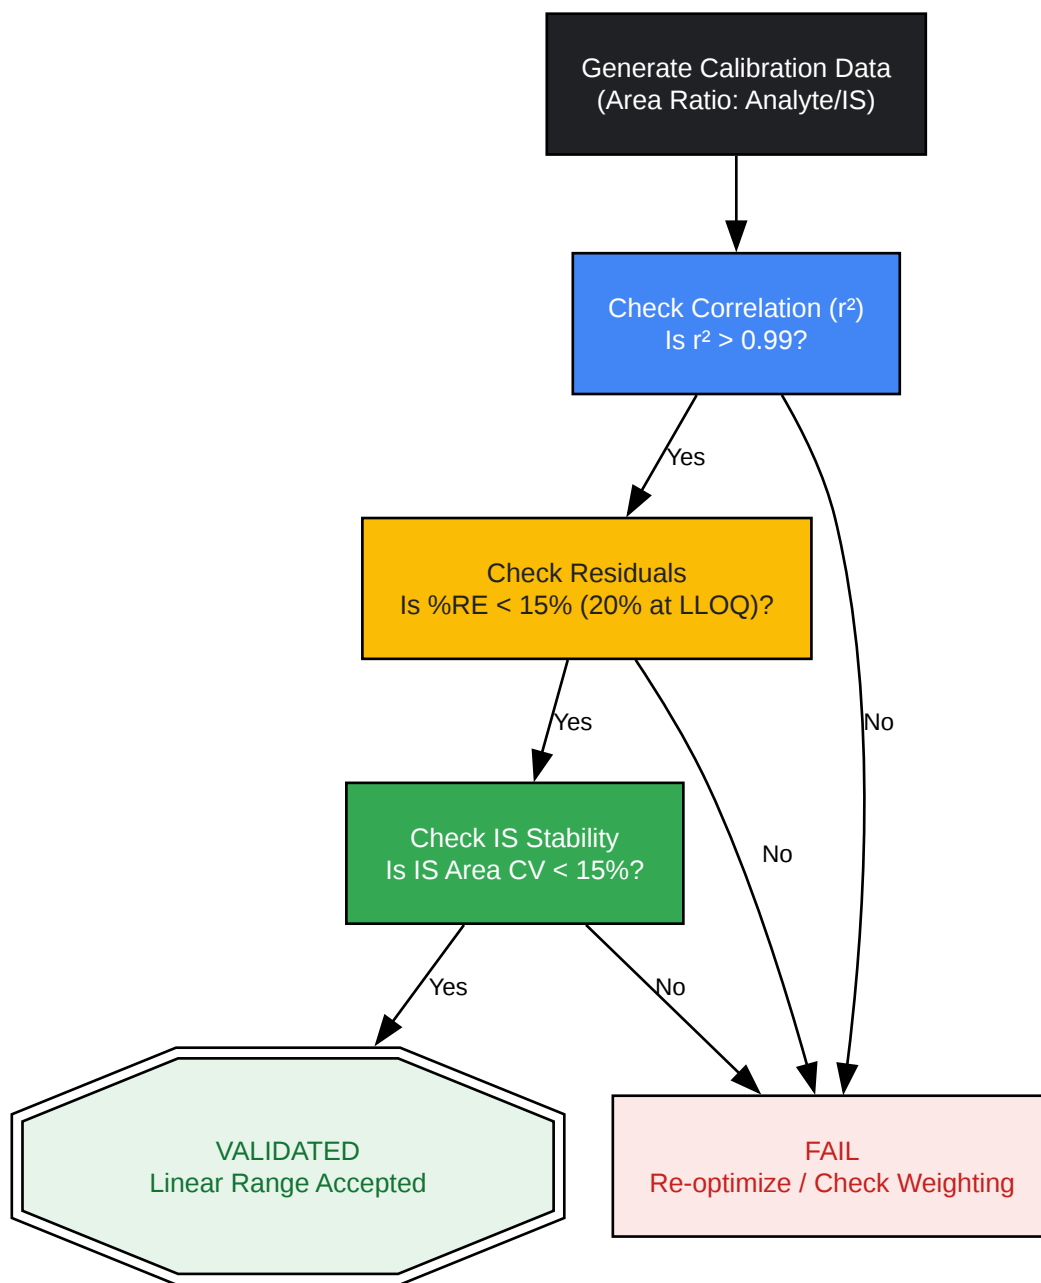 Generate Calibration Data
(Area Ratio: Analyte/IS)
Check Correlation (r²)
Is r² > 0.99?
Yes
Check Residuals
Is %RE < 15% (20% at LLOQ)?
Yes
No
Check IS Stability
Is IS Area CV < 15%?
No
Yes
No
VALIDATED
Linear Range Accepted
FAIL
Re-optimize / Check Weighting